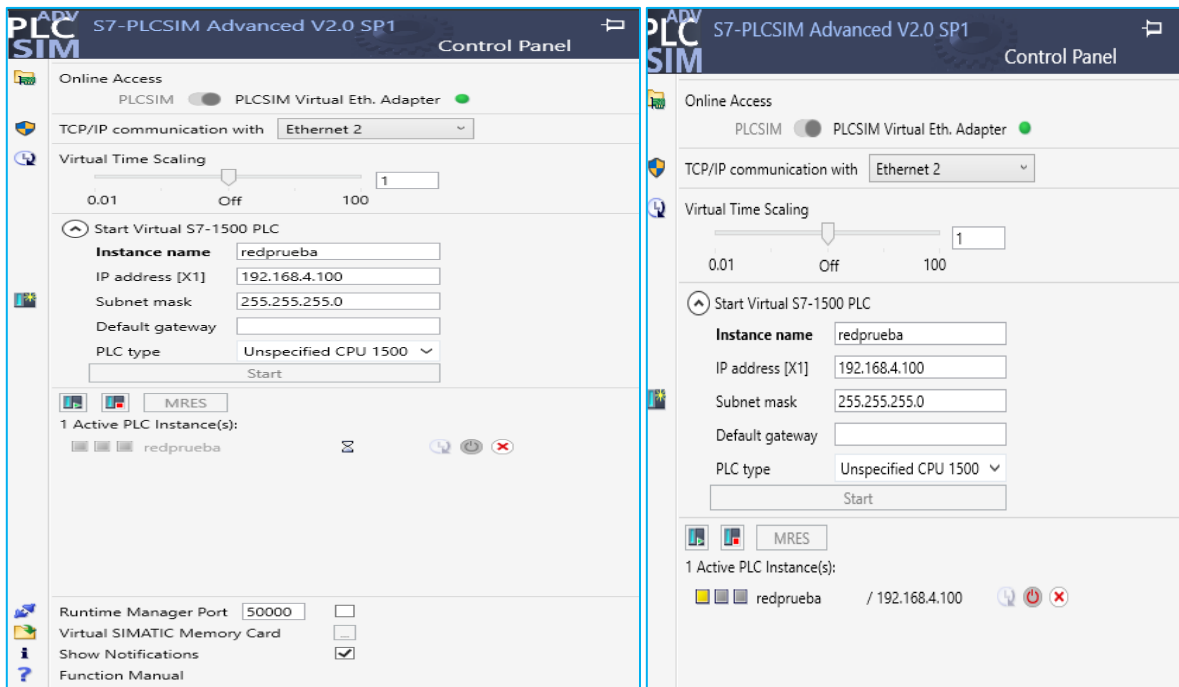 PLC ADV
SIM
S7-PLCSIM Advanced V2.0 SP1
Control Panel
Online Access
PLCSIM PLCSIM Virtual Eth. Adapter
TCP/IP communication with Ethernet 2
Virtual Time Scaling
1
0.01 Off 100
Start Virtual S7-1500 PLC
Instance name redprueba
IP address [X1] 192.168.4.100
Subnet mask 255.255.255.0
Default gateway
PLC type Unspecified CPU 1500
Start
MRES
1 Active PLC Instance(s):
redprueba
Runtime Manager Port 50000
Virtual SIMATIC Memory Card ...
Show Notifications
Function Manual
PLC ADV
SIM
S7-PLCSIM Advanced V2.0 SP1
Control Panel
Online Access
PLCSIM PLCSIM Virtual Eth. Adapter
TCP/IP communication with Ethernet 2
Virtual Time Scaling
1
0.01 Off 100
Start Virtual S7-1500 PLC
Instance name redprueba
IP address [X1] 192.168.4.100
Subnet mask 255.255.255.0
Default gateway
PLC type Unspecified CPU 1500
Start
MRES
1 Active PLC Instance(s):
redprueba / 192.168.4.100